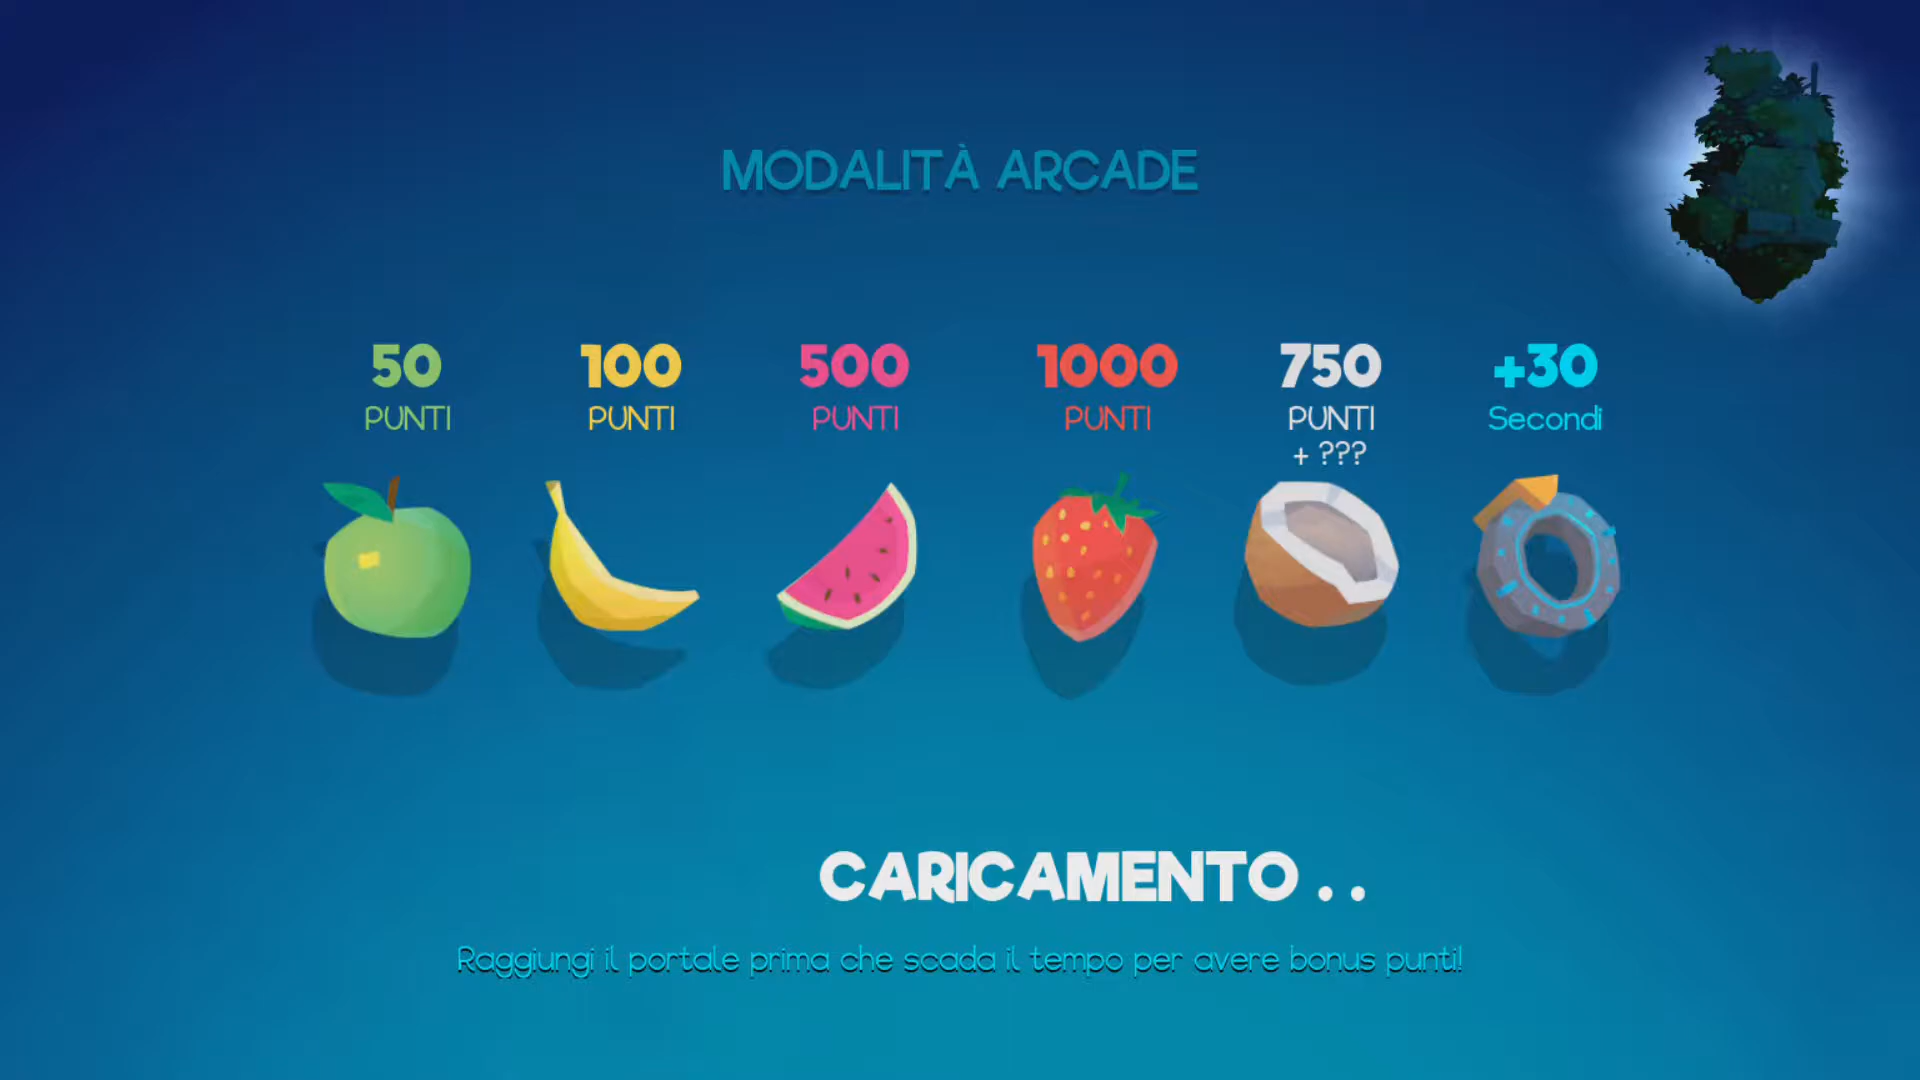 MODALITÀ ARCADE
50 100 500 1000 750 +30
PUNTI PUNTI PUNTI PUNTI PUNTI Secondi
+ ???
CARICAMENTO . .
Raggiungi il portale prima che scada il tempo per avere bonus punti!